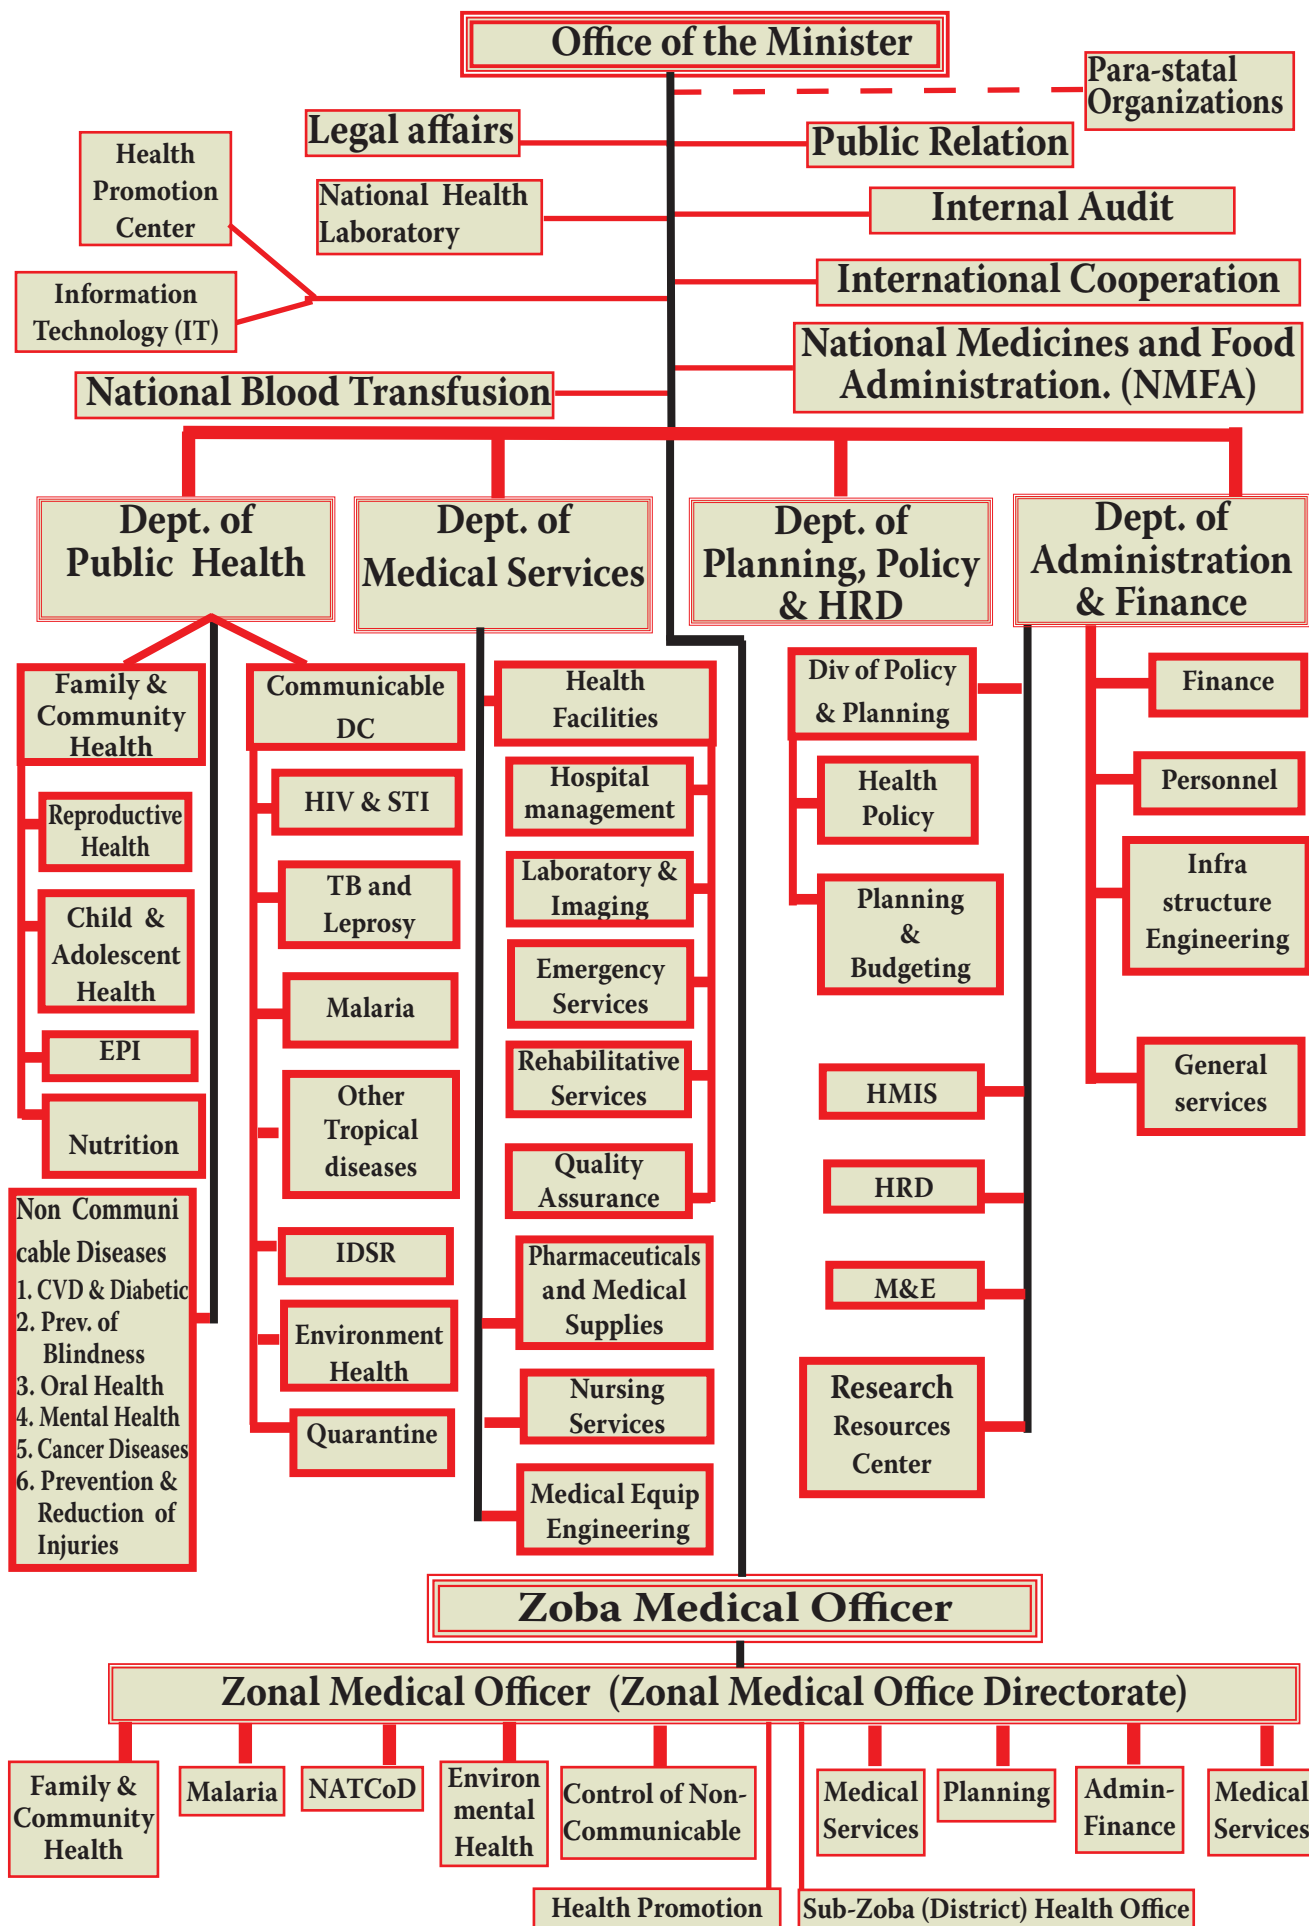 Office of the Minister
Para-statal
Organizations
Legal affairs
Public Relation
Health
Promotion
Center
National Health
Laboratory
Internal Audit
Information
Technology (IT)
International Cooperation
National Medicines and Food
Administration. (NMFA)
National Blood Transfusion
Dept. of
Public Health
Dept. of
Medical Services
Dept. of
Planning, Policy
& HRD
Dept. of
Administration
& Finance
Family &
Community
Health
Reproductive
Health
Child &
Adolescent
Health
EPI
Nutrition
Non Communi
cable Diseases
1. CVD & Diabetic
2. Prev. of
Blindness
3. Oral Health
4. Mental Health
5. Cancer Diseases
6. Prevention &
Reduction of
Injuries
Communicable
DC
HIV & STI
TB and
Leprosy
Malaria
Other
Tropical
diseases
IDSR
Environment
Health
Quarantine
Health
Facilities
Hospital
management
Laboratory &
Imaging
Emergency
Services
Rehabilitative
Services
Quality
Assurance
Pharmaceuticals
and Medical
Supplies
Nursing
Services
Medical Equip
Engineering
Div of Policy
& Planning
Health
Policy
Planning
&
Budgeting
HMIS
HRD
M&E
Research
Resources
Center
Finance
Personnel
Infra
structure
Engineering
General
services
Zoba Medical Officer
Zonal Medical Officer (Zonal Medical Office Directorate)
Family &
Community
Health
Malaria
NATCoD
Environ
mental
Health
Control of Non-
Communicable
Medical
Services
Planning
Admin-
Finance
Medical
Services
Health Promotion
Sub-Zoba (District) Health Office